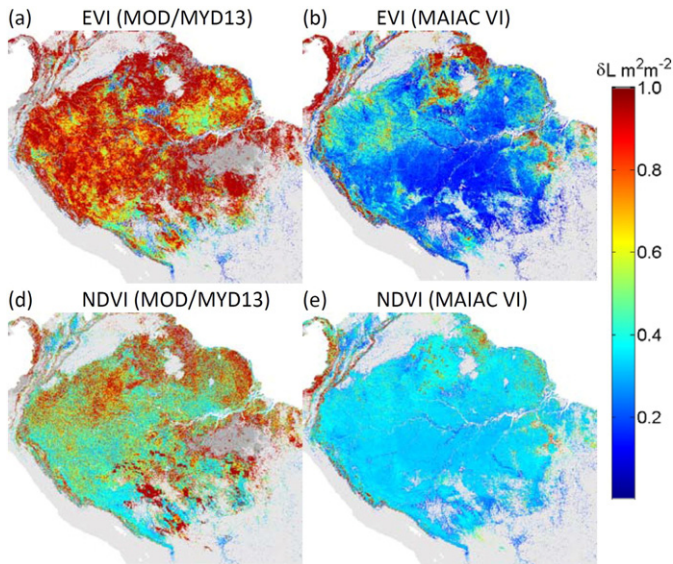 (a) EVI (MOD/MYD13) (b) EVI (MAIAC VI)
δL m²m⁻²
1.0
0.8
0.6
0.4
0.2
(d) NDVI (MOD/MYD13) (e) NDVI (MAIAC VI)